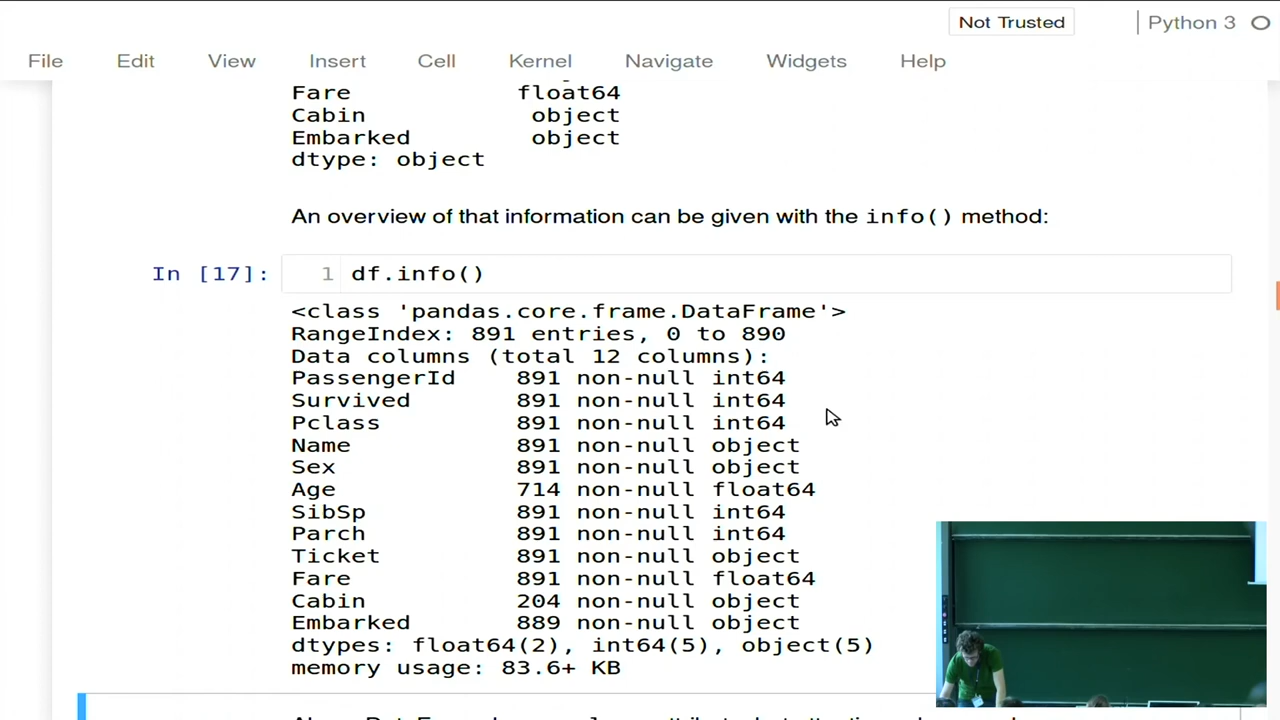 Not Trusted
Python 3
File Edit View Insert Cell Kernel Navigate Widgets Help
Fare float64
Cabin object
Embarked object
dtype: object
An overview of that information can be given with the info() method:
In [17]: 1 df.info()
<class 'pandas.core.frame.DataFrame'>
RangeIndex: 891 entries, 0 to 890
Data columns (total 12 columns):
PassengerId 891 non-null int64
Survived 891 non-null int64
Pclass 891 non-null int64
Name 891 non-null object
Sex 891 non-null object
Age 714 non-null float64
SibSp 891 non-null int64
Parch 891 non-null int64
Ticket 891 non-null object
Fare 891 non-null float64
Cabin 204 non-null object
Embarked 889 non-null object
dtypes: float64(2), int64(5), object(5)
memory usage: 83.6+ KB